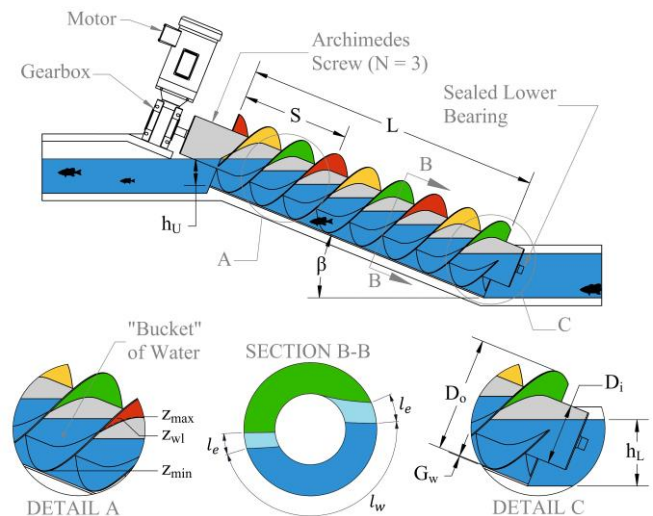 Motor
Gearbox
Archimedes
Screw (N = 3)
Sealed Lower
Bearing
S
L
B
B
h_U
A
β
C
"Bucket"
of Water
z_max
z_wl
z_min
DETAIL A
SECTION B-B
l_e
l_e
l_w
D_o
D_i
h_L
G_w
DETAIL C